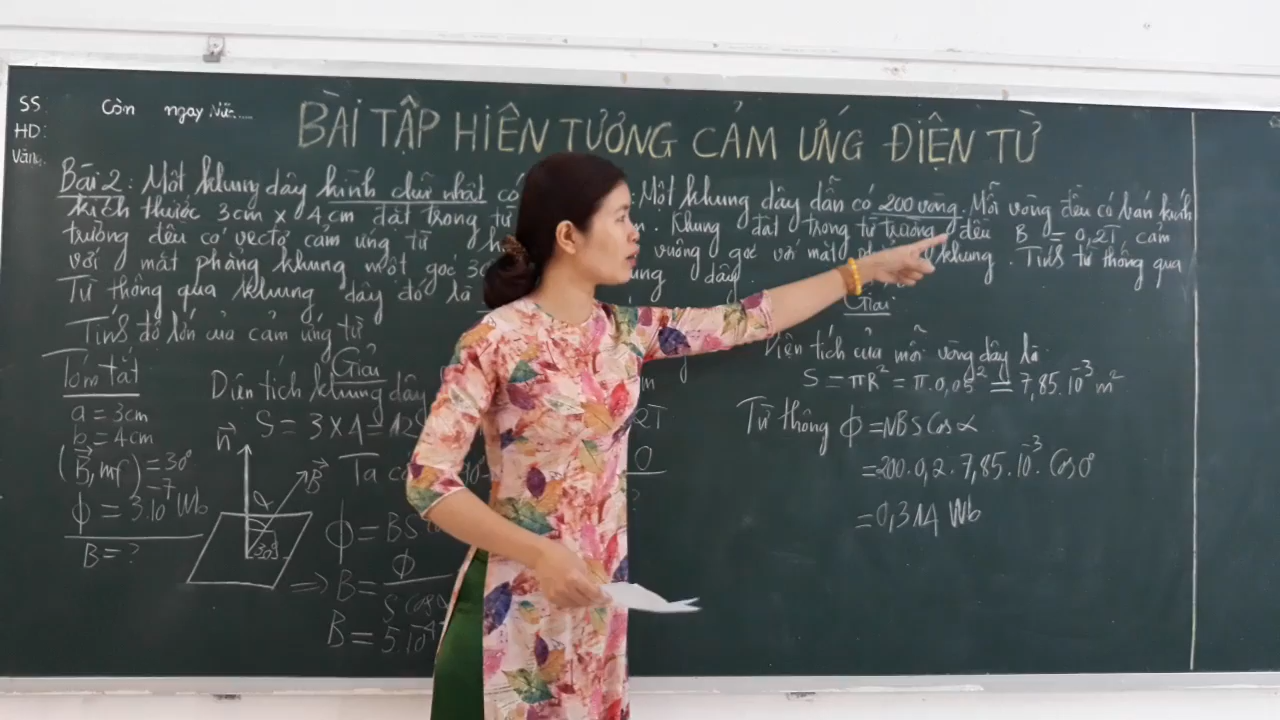 SS:
Còn ngay Nữ....
HD:
Văng:
BÀI TẬP HIỆN TƯỢNG CẢM ỨNG ĐIỆN TỪ
Bài 2: Một khung dây hình chữ nhật có
kích thước 3cm x 4cm đặt trong từ
trường đều có vectơ cảm ứng từ
với mặt phẳng khung một góc
Từ thông qua khung dây đó là
Tính độ lớn của cảm ứng từ
Tóm tắt
a = 3cm
b = 4cm
(B, mf) = 30°
ϕ = 3.10⁻⁷ Wb
B = ?
n
B
α
30°
Giải
Diện tích khung dây
S = 3 x 4 = 12
Ta có
ϕ = BS
=> B = ϕ / S cosα
B = 5.10⁻⁴
: Một khung dây dẫn có 200 vòng. Mỗi vòng đều có bán kính
. Khung đặt trong từ trường đều B = 0,2T cảm
vuông góc với mặt khung. Tính từ thông qua
dây
Giải
Diện tích của mỗi vòng dây là
S = πR² = π.0,05² = 7,85.10⁻³ m²
Từ thông ϕ = NBS Cosα
= 200.0,2.7,85.10⁻³. Cos0°
= 0,314 Wb